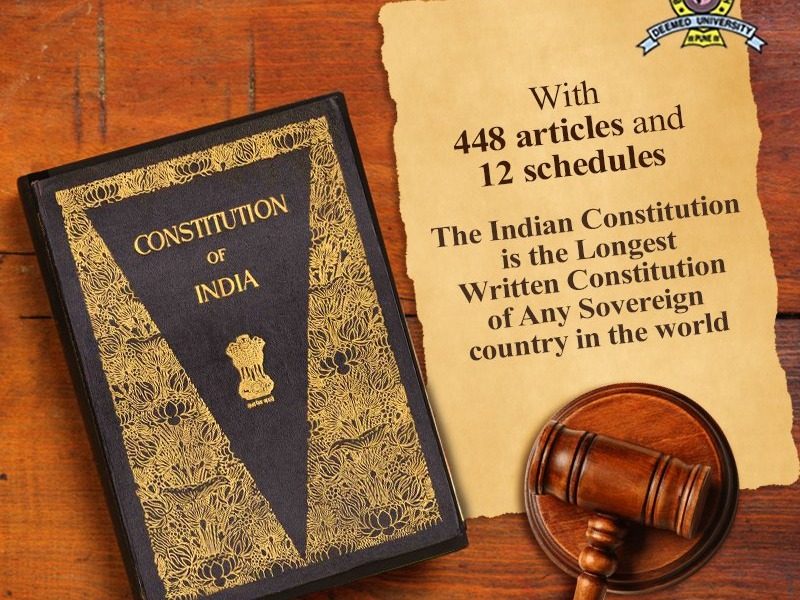 DEEMED UNIVERSITY
PUNE
With
448 articles and
12 schedules
The Indian Constitution
is the Longest
Written Constitution
of Any Sovereign
country in the world
CONSTITUTION
OF
INDIA